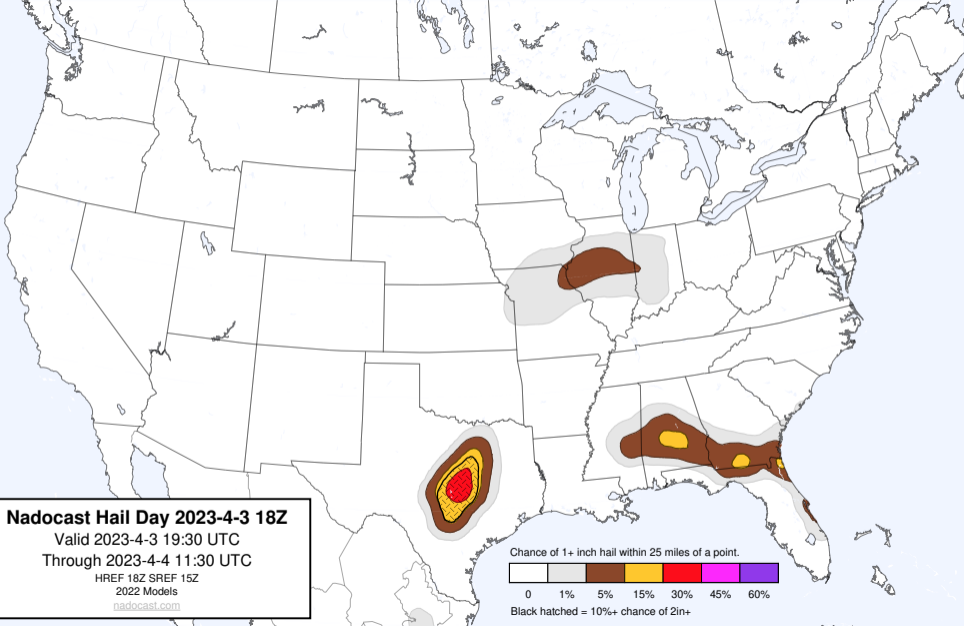 Nadocast Hail Day 2023-4-3 18Z
Valid 2023-4-3 19:30 UTC
Through 2023-4-4 11:30 UTC
HREF 18Z SREF 15Z
2022 Models
nadocast.com
Chance of 1+ inch hail within 25 miles of a point.
0 1% 5% 15% 30% 45% 60%
Black hatched = 10%+ chance of 2in+